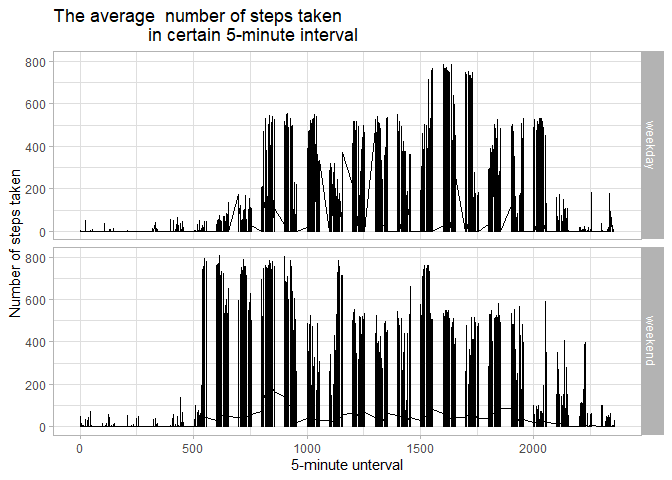 The average  number of steps taken
in certain 5-minute interval
Number of steps taken
800
600
400
200
0
weekday
800
600
400
200
0
weekend
0
500
1000
1500
2000
5-minute unterval